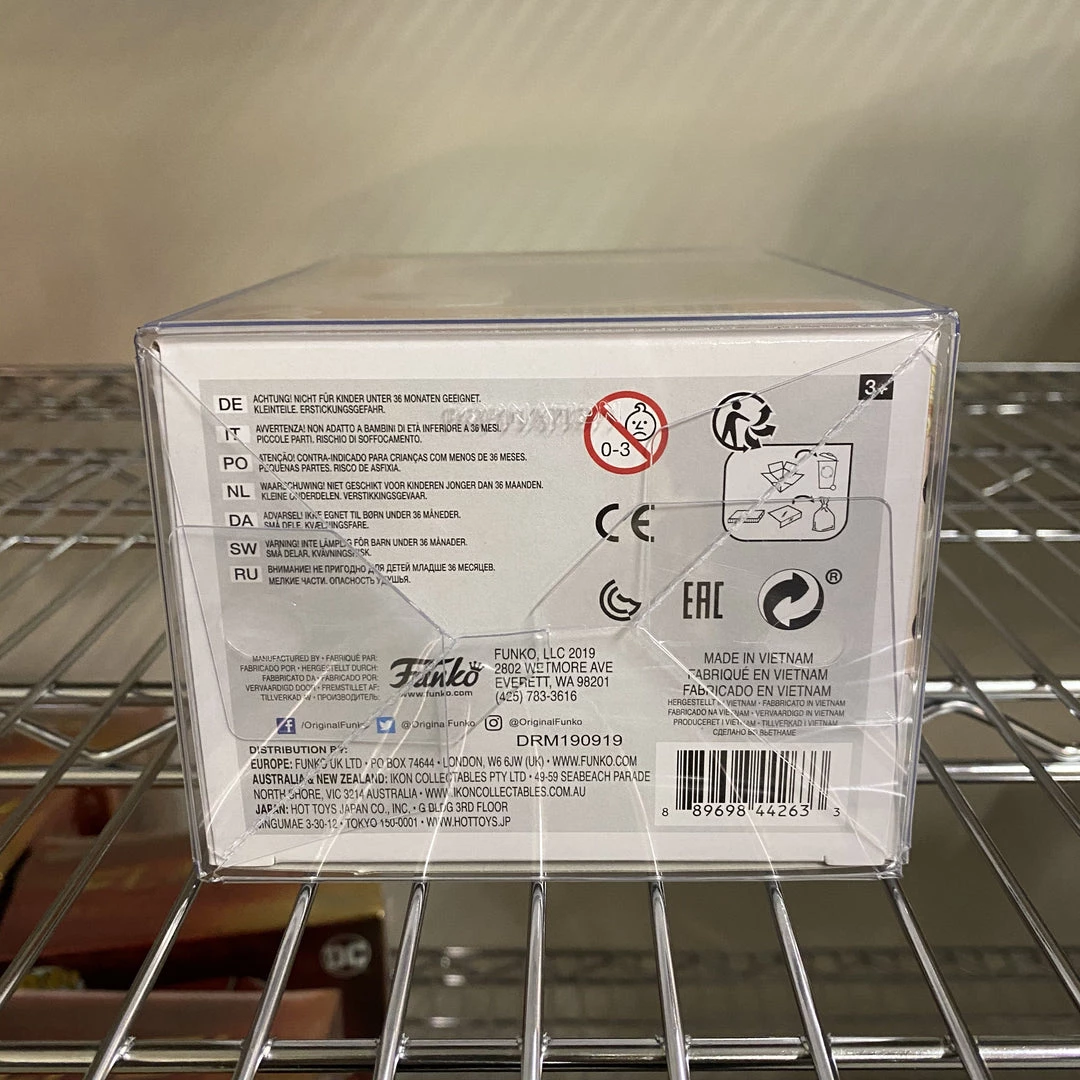 3+
DE ACHTUNG! NICHT FÜR KINDER UNTER 36 MONATEN GEEIGNET.
KLEINTEILE. ERSTICKUNGSGEFAHR.
IT AVVERTENZA! NON ADATTO A BAMBINI DI ETÀ INFERIORE A 36 MESI.
PICCOLE PARTI. RISCHIO DI SOFFOCAMENTO.
PO ATENÇÃO! CONTRA-INDICADO PARA CRIANÇAS COM MENOS DE 36 MESES.
PEQUENAS PARTES. RISCO DE ASFIXIA.
NL WAARSCHUWING! NIET GESCHIKT VOOR KINDEREN JONGER DAN 36 MAANDEN.
KLEINE ONDERDELEN. VERSTIKKINGSGEVAAR.
DA ADVARSEL! IKKE EGNET TIL BØRN UNDER 36 MÅNEDER.
SMÅ DELE. KVÆLNINGSFARE.
SW VARNING! INTE LÄMPLIG FÖR BARN UNDER 36 MÅNADER.
SMÅ DELAR. KVÄVNINGSRISK.
RU ВНИМАНИЕ! НЕ ПРИГОДНО ДЛЯ ДЕТЕЙ МЛАДШЕ 36 МЕСЯЦЕВ.
МЕЛКИЕ ЧАСТИ. ОПАСНОСТЬ УДУШЬЯ.
0-3
CE
EAC
®
MANUFACTURED BY • FABRIQUÉ PAR:
FABRICADO POR • HERGESTELLT DURCH:
FABBRICATO DA • FABRICADO POR:
VERVAARDIGD DOOR • FREMSTILLET AF:
TILLVERKAD AV • ПРОИЗВОДИТЕЛЬ:
Funko
www.funko.com
FUNKO, LLC 2019
2802 WETMORE AVE
EVERETT, WA 98201
(425) 783-3616
/OriginalFunko @OriginalFunko @OriginalFunko
DRM190919
MADE IN VIETNAM
FABRIQUÉ EN VIETNAM
FABRICADO EN VIETNAM
HERGESTELLT IN VIETNAM • FABBRICATO IN VIETNAM
FABRICADO NA VIETNAM • VERVAARDIGD IN VIETNAM
PRODUCERET I VIETNAM • TILLVERKAD I VIETNAM
СДЕЛАНО ВО ВЬЕТНАМЕ
DISTRIBUTION BY:
EUROPE: FUNKO UK LTD • PO BOX 74644 • LONDON, W6 6JW (UK) • WWW.FUNKO.COM
AUSTRALIA & NEW ZEALAND: IKON COLLECTABLES PTY LTD • 49-59 SEABEACH PARADE
NORTH SHORE, VIC 3214 AUSTRALIA • WWW.IKONCOLLECTABLES.COM.AU
JAPAN: HOT TOYS JAPAN CO., INC. • G BLDG 3RD FLOOR
JINGUMAE 3-30-12 • TOKYO 150-0001 • WWW.HOTTOYS.JP
8 89698 44263 3
DC